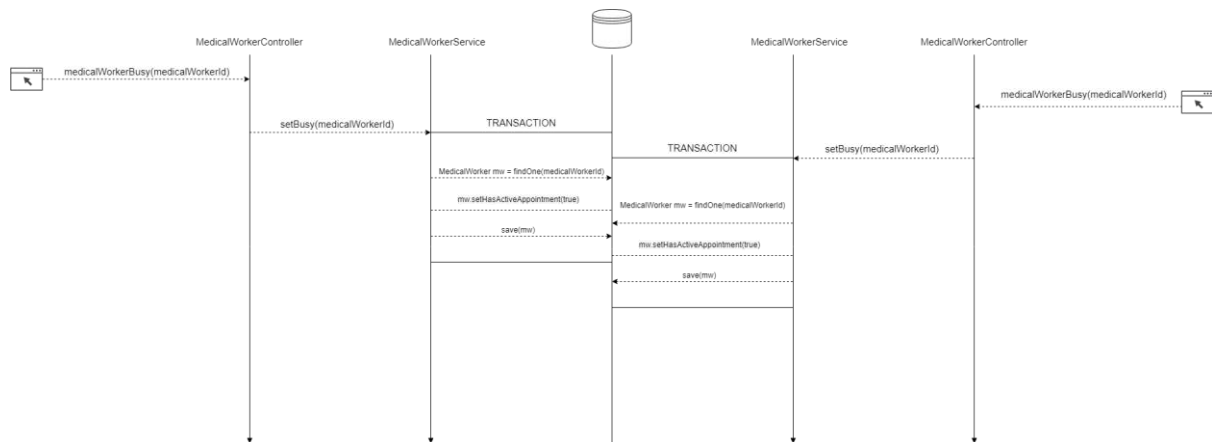 MedicalWorkerController
MedicalWorkerService
MedicalWorkerService
MedicalWorkerController
medicalWorkerBusy(medicalWorkerId)
medicalWorkerBusy(medicalWorkerId)
setBusy(medicalWorkerId)
TRANSACTION
TRANSACTION
setBusy(medicalWorkerId)
MedicalWorker mw = findOne(medicalWorkerId)
mw.setHasActiveAppointment(true)
MedicalWorker mw = findOne(medicalWorkerId)
save(mw)
mw.setHasActiveAppointment(true)
save(mw)